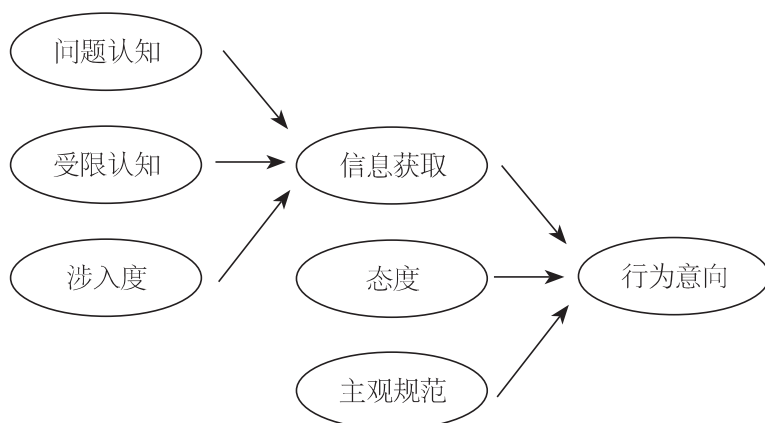 问题认知
受限认知
信息获取
涉入度
态度
行为意向
主观规范